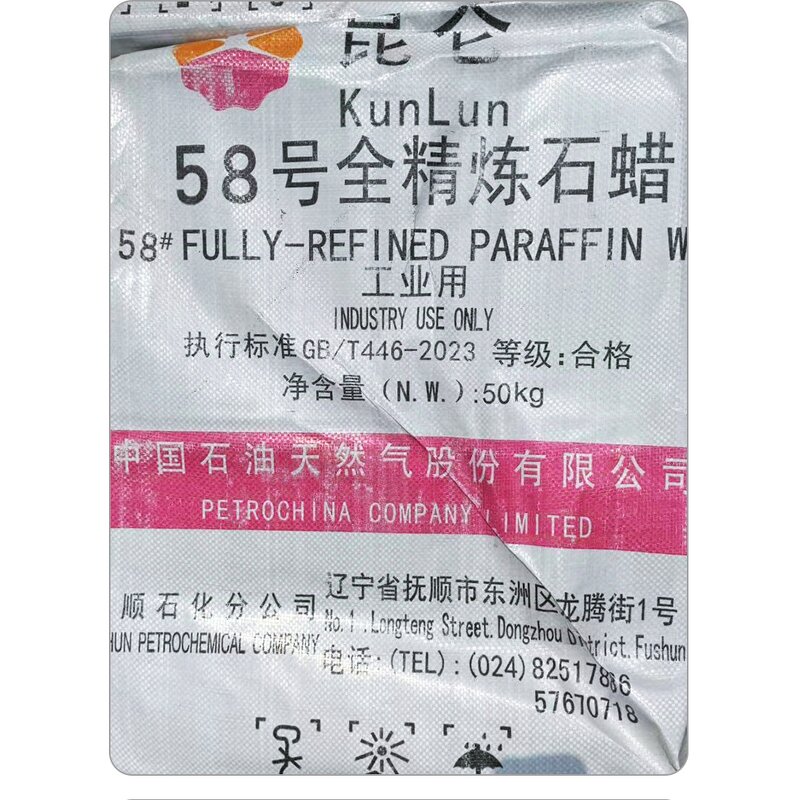 昆仑
KunLun
58号全精炼石蜡
58# FULLY-REFINED PARAFFIN W
工业用
INDUSTRY USE ONLY
执行标准GB/T446-2023 等级:合格
净含量(N.W.):50kg
中国石油天然气股份有限公司
PETROCHINA COMPANY LIMITED
顺石化分公司
HUN PETROCHEMICAL COMPANY
辽宁省抚顺市东洲区龙腾街1号
No.1.Longteng Street.Dongzhou District.Fushun
电话:(TEL):(024)82517886
57670718